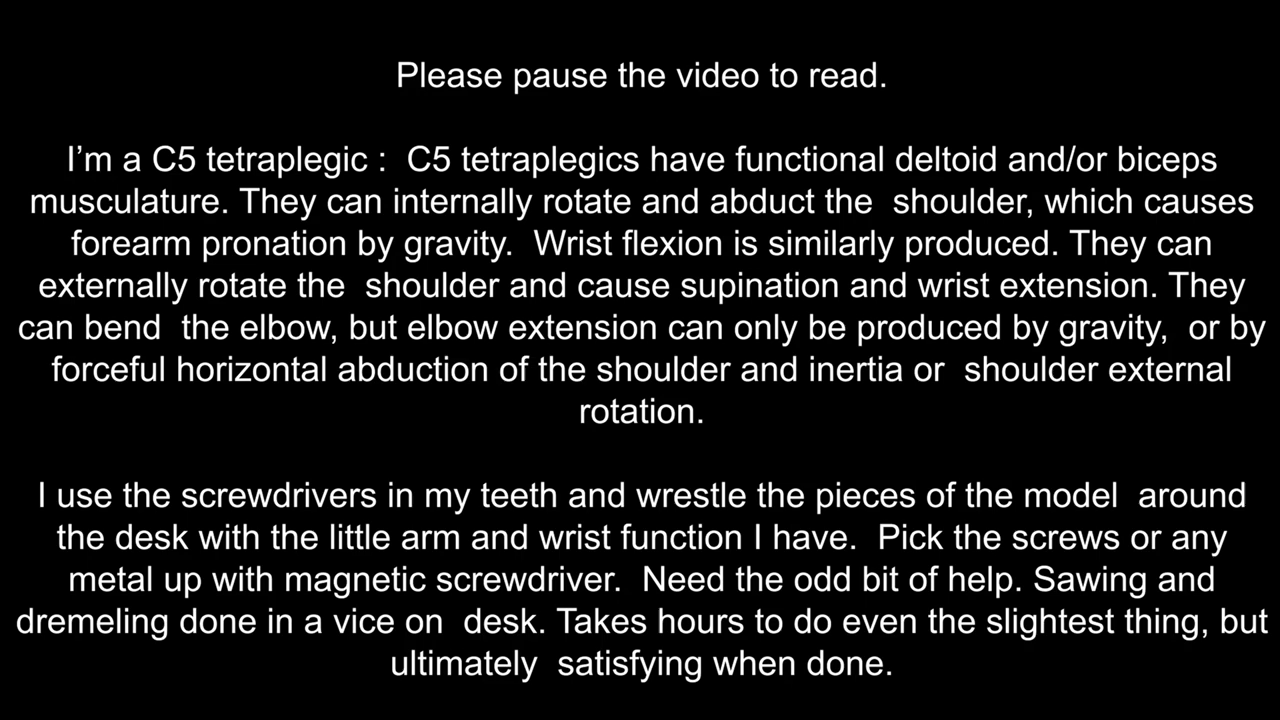 Please pause the video to read.
I’m a C5 tetraplegic :  C5 tetraplegics have functional deltoid and/or biceps
musculature. They can internally rotate and abduct the  shoulder, which causes
forearm pronation by gravity.  Wrist flexion is similarly produced. They can
externally rotate the  shoulder and cause supination and wrist extension. They
can bend  the elbow, but elbow extension can only be produced by gravity,  or by
forceful horizontal abduction of the shoulder and inertia or  shoulder external
rotation.
I use the screwdrivers in my teeth and wrestle the pieces of the model  around
the desk with the little arm and wrist function I have.  Pick the screws or any
metal up with magnetic screwdriver.  Need the odd bit of help. Sawing and
dremeling done in a vice on  desk. Takes hours to do even the slightest thing, but
ultimately  satisfying when done.